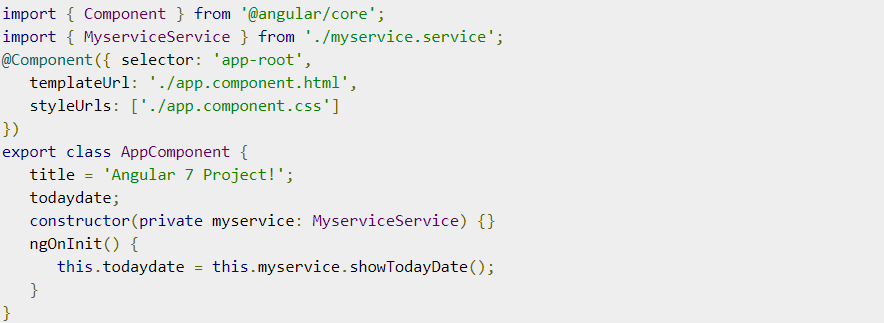 import { Component } from '@angular/core';
import { MyserviceService } from './myservice.service';
@Component({ selector: 'app-root',
   templateUrl: './app.component.html',
   styleUrls: ['./app.component.css']
})
export class AppComponent {
   title = 'Angular 7 Project!';
   todaydate;
   constructor(private myservice: MyserviceService) {}
   ngOnInit() {
      this.todaydate = this.myservice.showTodayDate();
   }
}